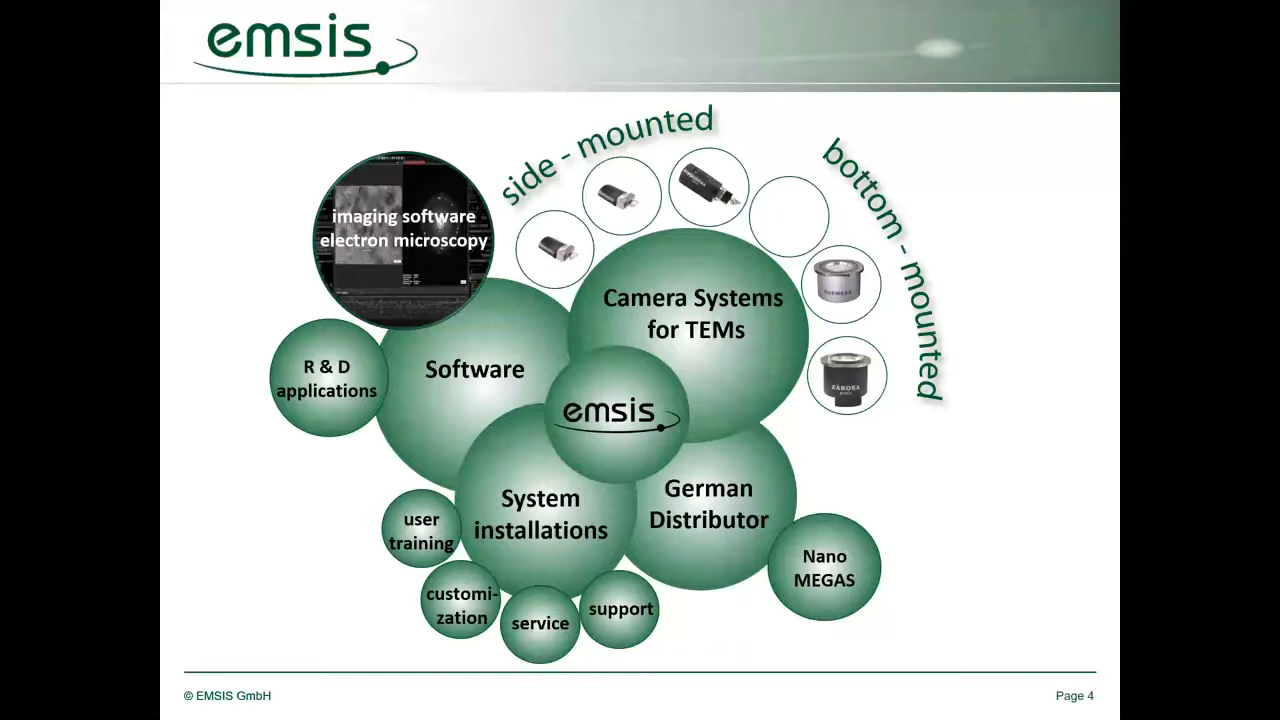 emsis
side - mounted
bottom - mounted
imaging software
electron microscopy
Camera Systems
for TEMs
XAROSA
R & D
applications
Software
emsis
System
installations
German
Distributor
user
training
customi-
zation
service
support
Nano
MEGAS
© EMSIS GmbH
Page 4